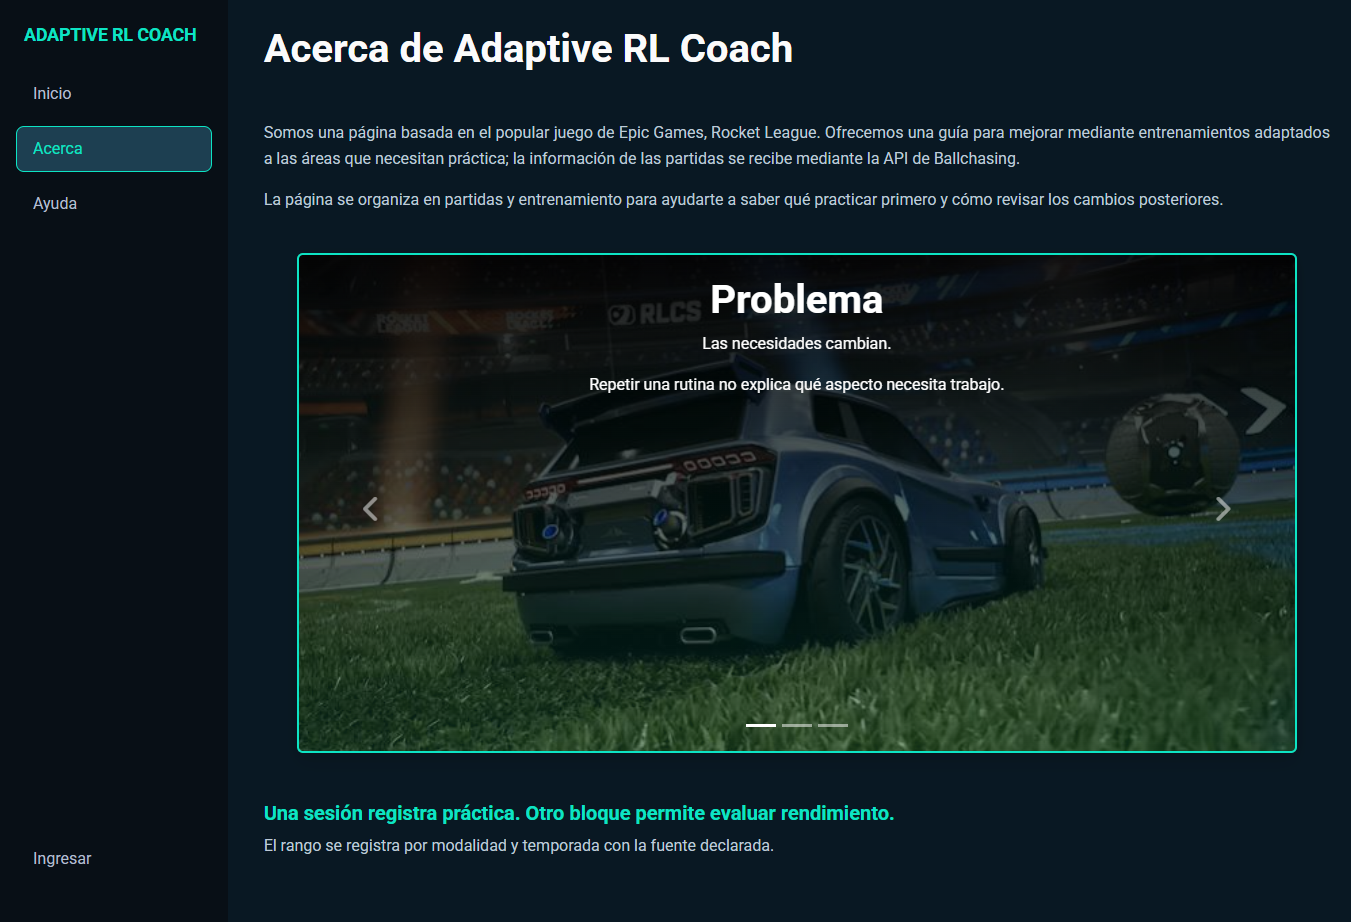 ADAPTIVE RL COACH
Inicio
Acerca
Ayuda
Ingresar
Acerca de Adaptive RL Coach
Somos una página basada en el popular juego de Epic Games, Rocket League. Ofrecemos una guía para mejorar mediante entrenamientos adaptados
a las áreas que necesitan práctica; la información de las partidas se recibe mediante la API de Ballchasing.
La página se organiza en partidas y entrenamiento para ayudarte a saber qué practicar primero y cómo revisar los cambios posteriores.
RLCS
Problema
Las necesidades cambian.
Repetir una rutina no explica qué aspecto necesita trabajo.
Una sesión registra práctica. Otro bloque permite evaluar rendimiento.
El rango se registra por modalidad y temporada con la fuente declarada.